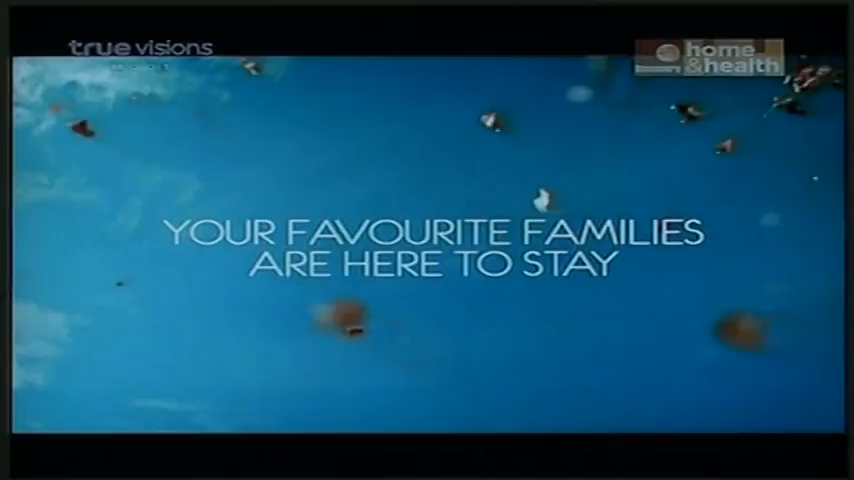 true visions
home
& health
YOUR FAVOURITE FAMILIES
ARE HERE TO STAY